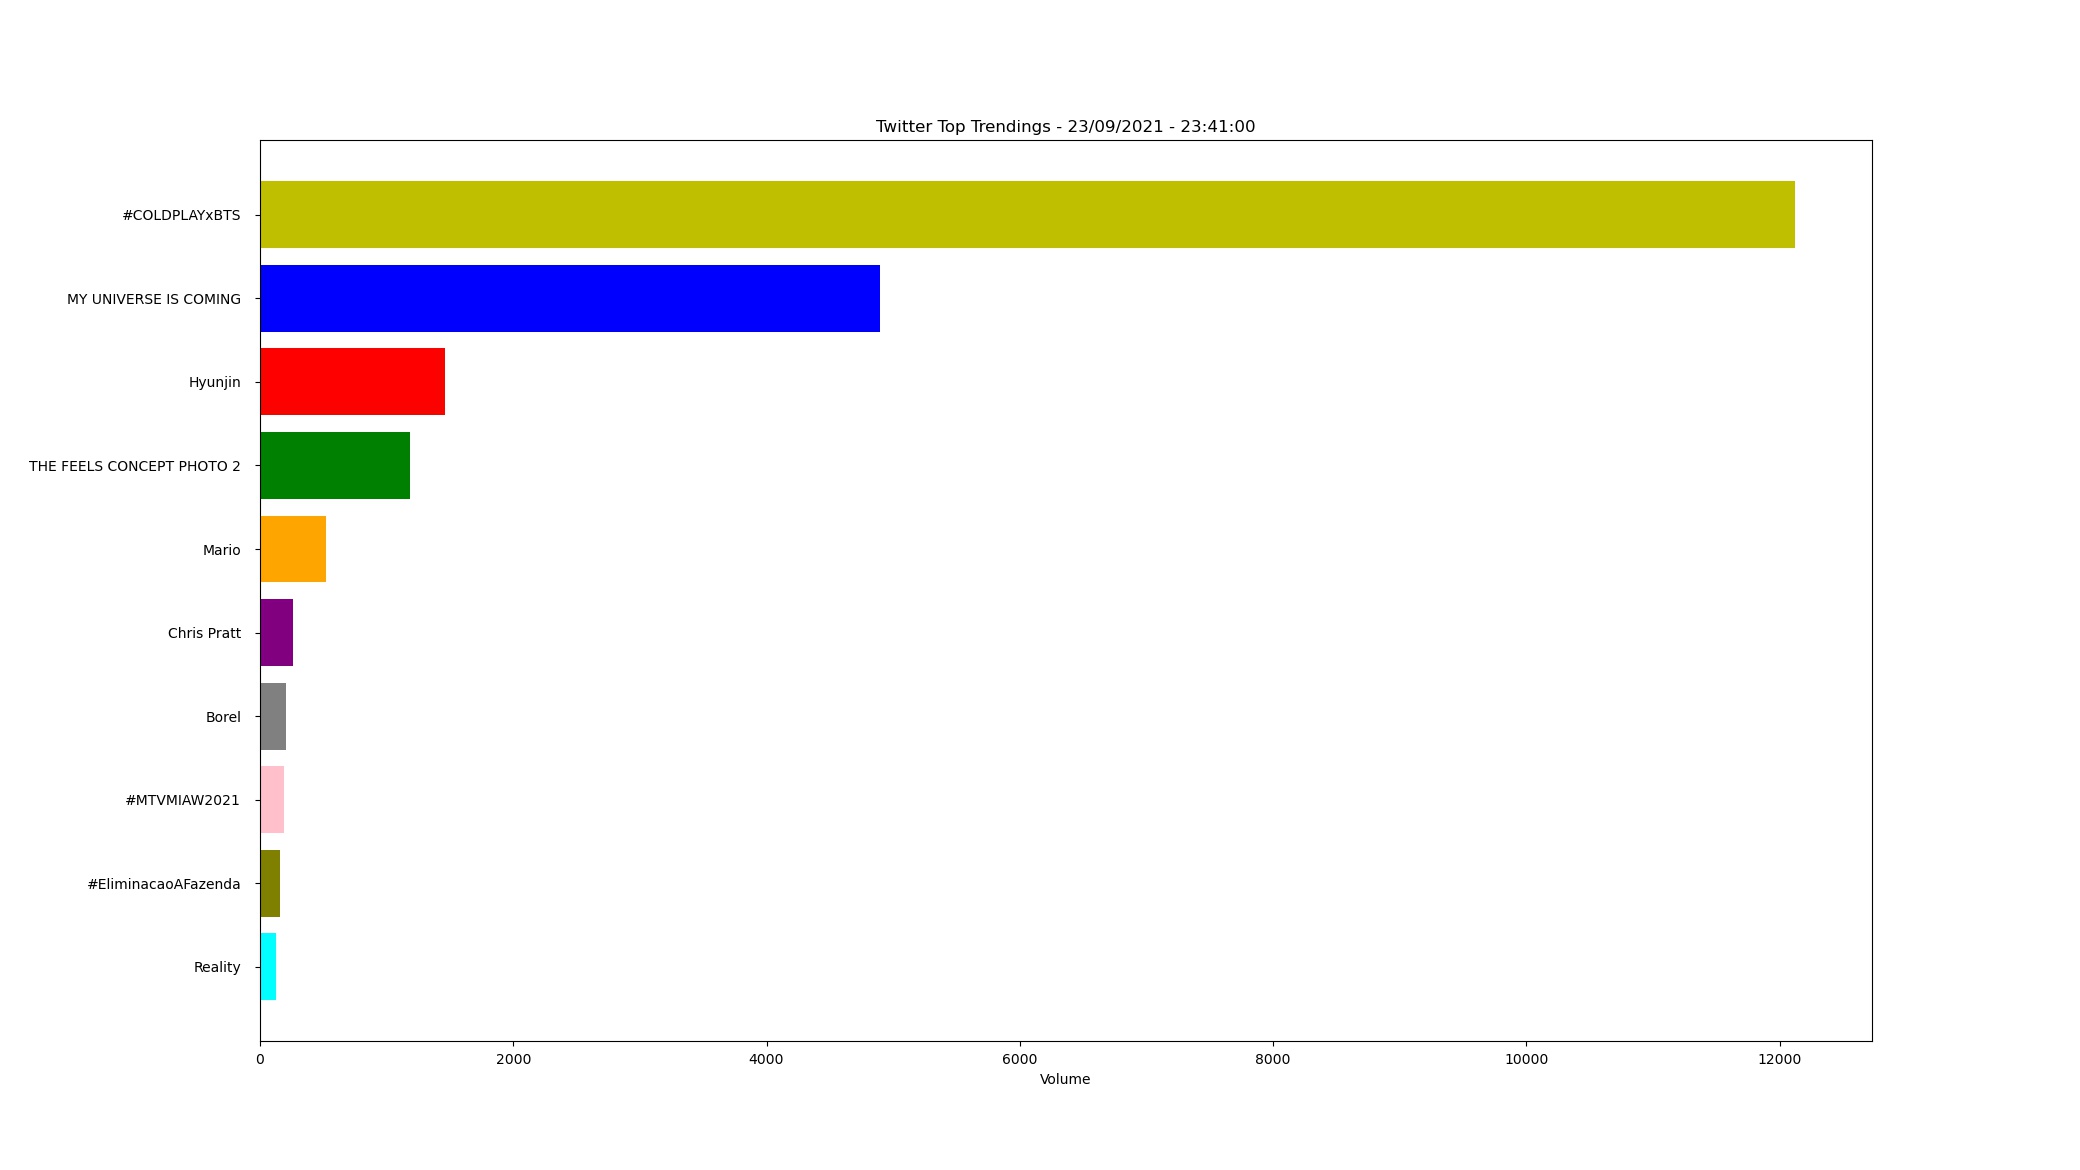 Twitter Top Trendings - 23/09/2021 - 23:41:00
#COLDPLAYxBTS
MY UNIVERSE IS COMING
Hyunjin
THE FEELS CONCEPT PHOTO 2
Mario
Chris Pratt
Borel
#MTVMIAW2021
#EliminacaoAFazenda
Reality
0 2000 4000 6000 8000 10000 12000
Volume